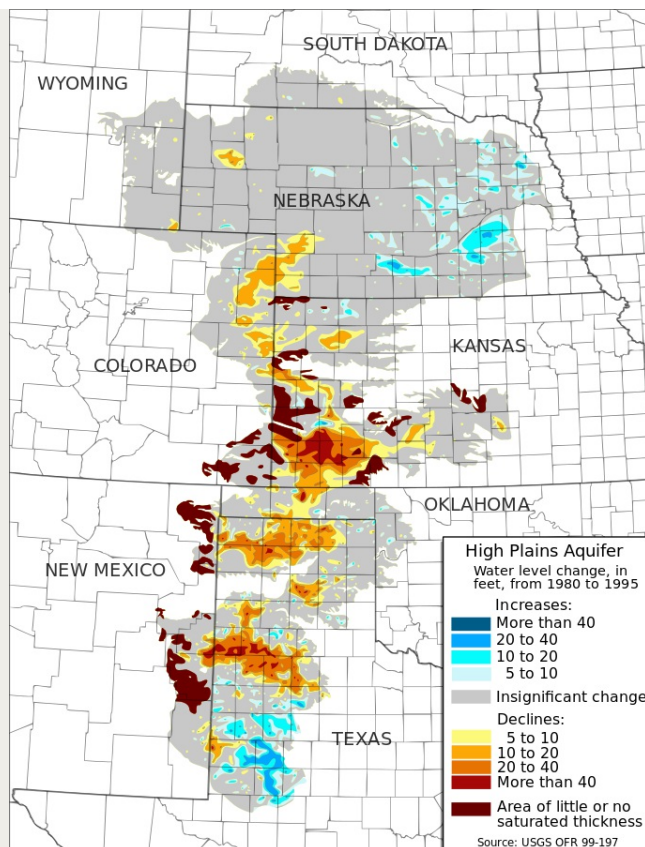 SOUTH DAKOTA
WYOMING
NEBRASKA
COLORADO
KANSAS
OKLAHOMA
NEW MEXICO
TEXAS
High Plains Aquifer
Water level change, in
feet, from 1980 to 1995
Increases:
More than 40
20 to 40
10 to 20
5 to 10
Insignificant change
Declines:
5 to 10
10 to 20
20 to 40
More than 40
Area of little or no
saturated thickness
Source: USGS OFR 99-197